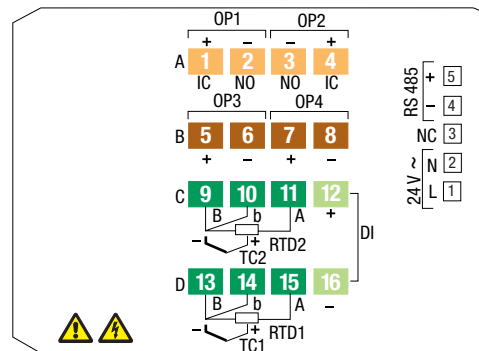 OP1 OP2
+ − − +
A 1 2 3 4
IC NO NO IC
OP3 OP4
B 5 6 7 8
+ − + −
C 9 10 11 12
B b A +
− + RTD2
TC2
DI
D 13 14 15 16
B b A −
− + RTD1
TC1
RS 485
+ 5
− 4
NC 3
24 V ~
N 2
L 1